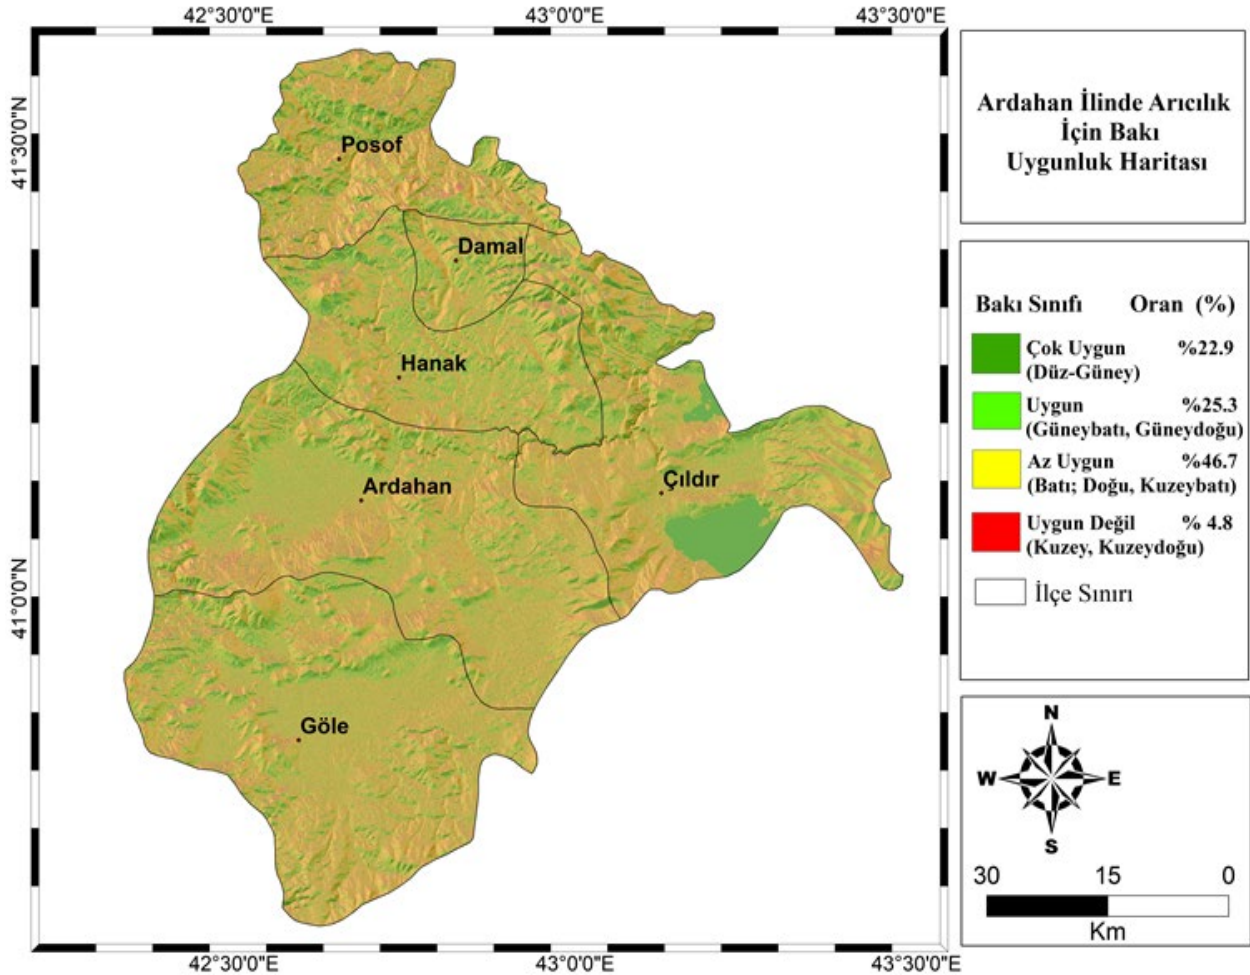 42°30'0"E 43°0'0"E 43°30'0"E
41°30'0"N
41°0'0"N
Posof
Damal
Hanak
Ardahan
Çıldır
Göle
42°30'0"E 43°0'0"E 43°30'0"E
Ardahan İlinde Arıcılık
İçin Bakı
Uygunluk Haritası
Bakı Sınıfı Oran (%)
Çok Uygun %22.9
(Düz-Güney)
Uygun %25.3
(Güneybatı, Güneydoğu)
Az Uygun %46.7
(Batı; Doğu, Kuzeybatı)
Uygun Değil % 4.8
(Kuzey, Kuzeydoğu)
İlçe Sınırı
N
W E
S
30 15 0
Km